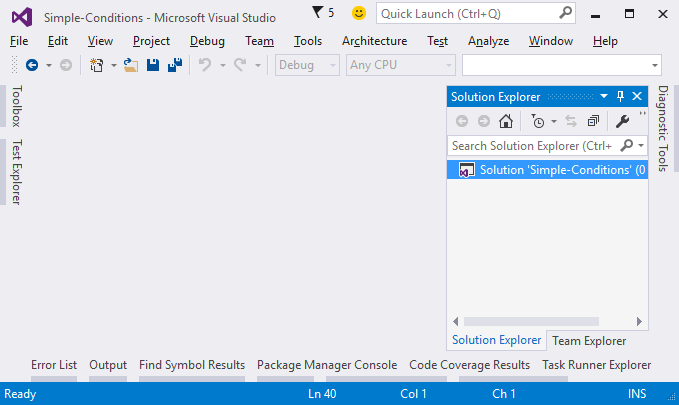 Simple-Conditions - Microsoft Visual Studio
5
Quick Launch (Ctrl+Q)
File Edit View Project Debug Team Tools Architecture Test Analyze Window Help
Debug Any CPU
Toolbox
Test Explorer
Solution Explorer
Search Solution Explorer (Ctrl+
Solution 'Simple-Conditions' (0
Solution Explorer Team Explorer
Diagnostic Tools
Error List Output Find Symbol Results Package Manager Console Code Coverage Results Task Runner Explorer
Ready Ln 40 Col 1 Ch 1 INS